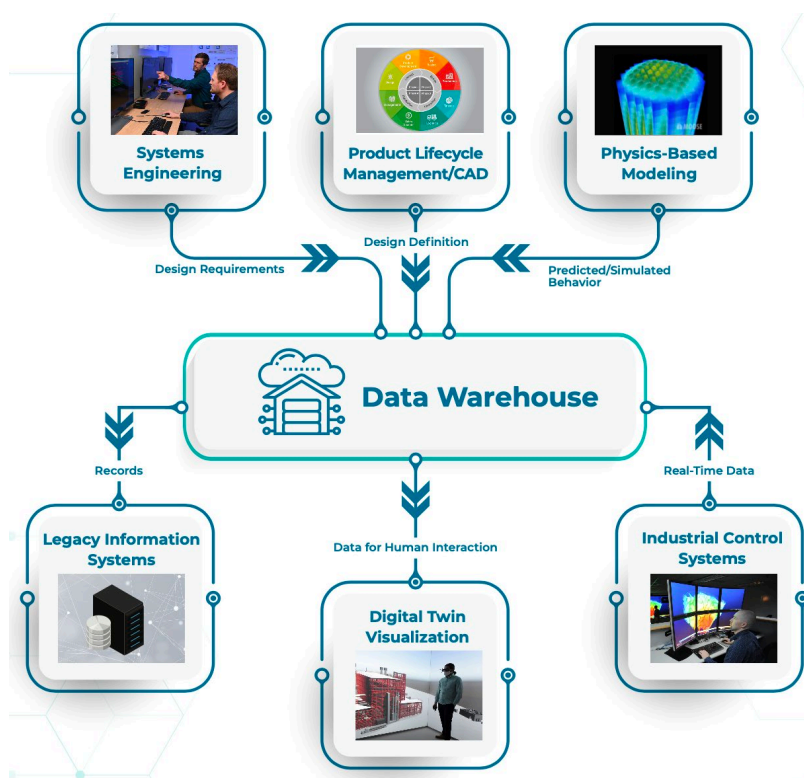 Systems
Engineering
Product Lifecycle
Management/CAD
Physics-Based
Modeling
MOOSE
Design Requirements
Design Definition
Predicted/Simulated
Behavior
Data Warehouse
Records
Real-Time Data
Data for Human Interaction
Legacy Information
Systems
Digital Twin
Visualization
Industrial Control
Systems